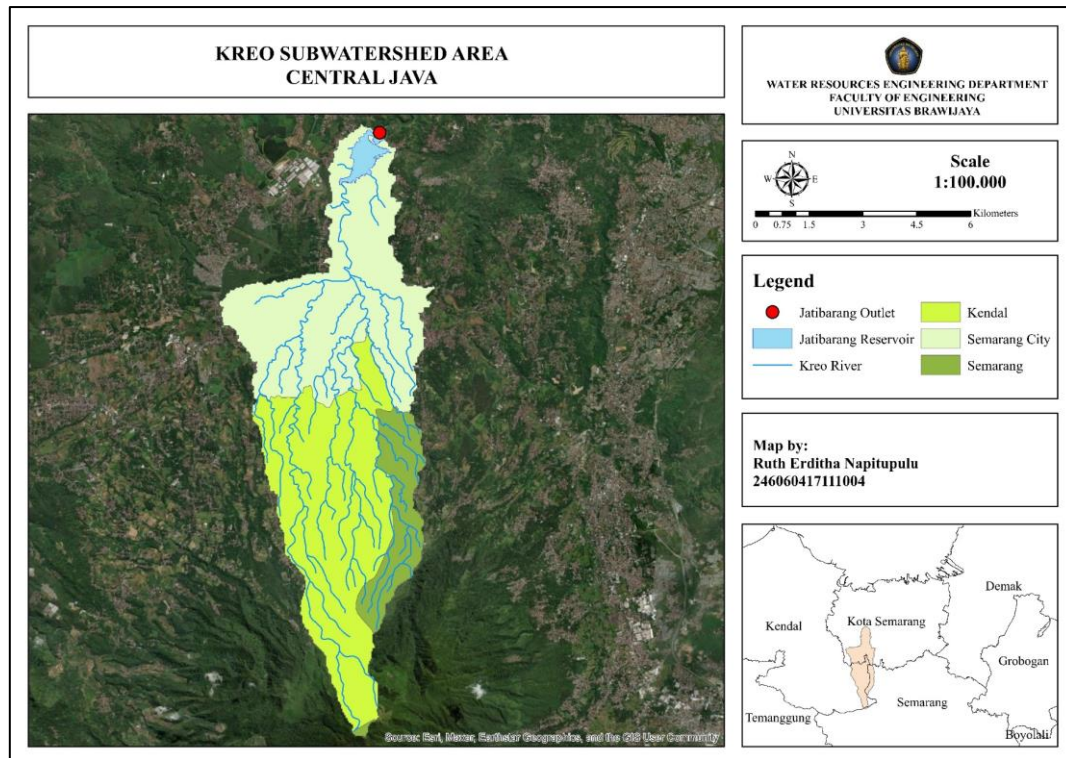 KREO SUBWATERSHED AREA
CENTRAL JAVA
WATER RESOURCES ENGINEERING DEPARTMENT
FACULTY OF ENGINEERING
UNIVERSITAS BRAWIJAYA
N
W E
S
Scale
1:100.000
Kilometers
0 0.75 1.5 3 4.5 6
Legend
Jatibarang Outlet
Jatibarang Reservoir
Kreo River
Kendal
Semarang City
Semarang
Map by:
Ruth Erditha Napitupulu
246060417111004
Demak
Kendal
Kota Semarang
Grobogan
Semarang
Temanggung
Boyolali
Source: Esri, Maxar, Earthstar Geographics, and the GIS User Community